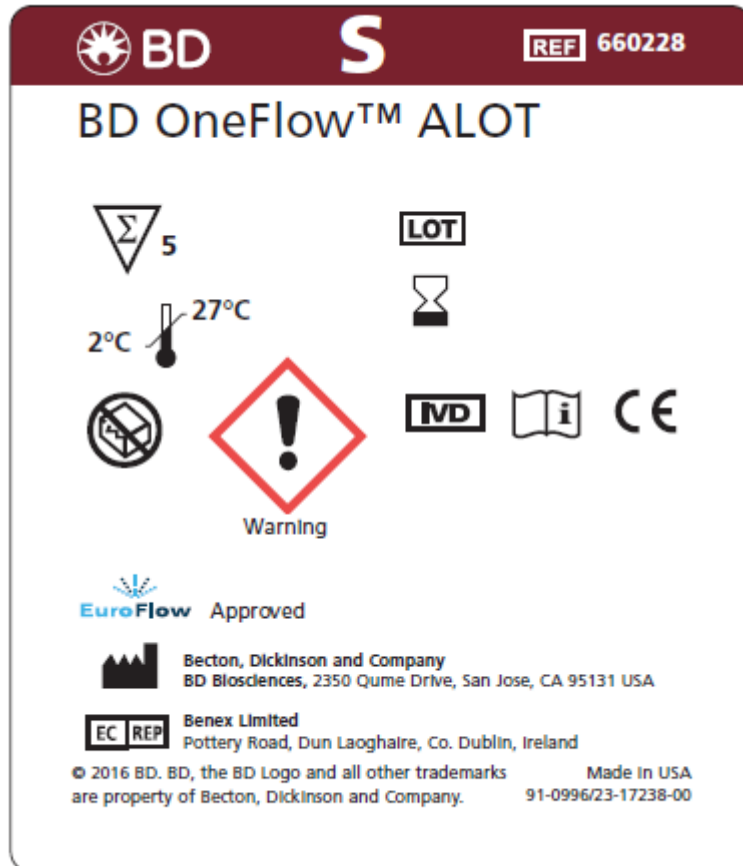 BD S REF 660228
BD OneFlow™ ALOT
Σ 5 LOT
27°C
2°C
IVD i CE
Warning
EuroFlow Approved
Becton, Dickinson and Company
BD Biosciences, 2350 Qume Drive, San Jose, CA 95131 USA
EC REP Benex Limited
Pottery Road, Dun Laoghaire, Co. Dublin, Ireland
© 2016 BD. BD, the BD Logo and all other trademarks Made in USA
are property of Becton, Dickinson and Company. 91-0996/23-17238-00